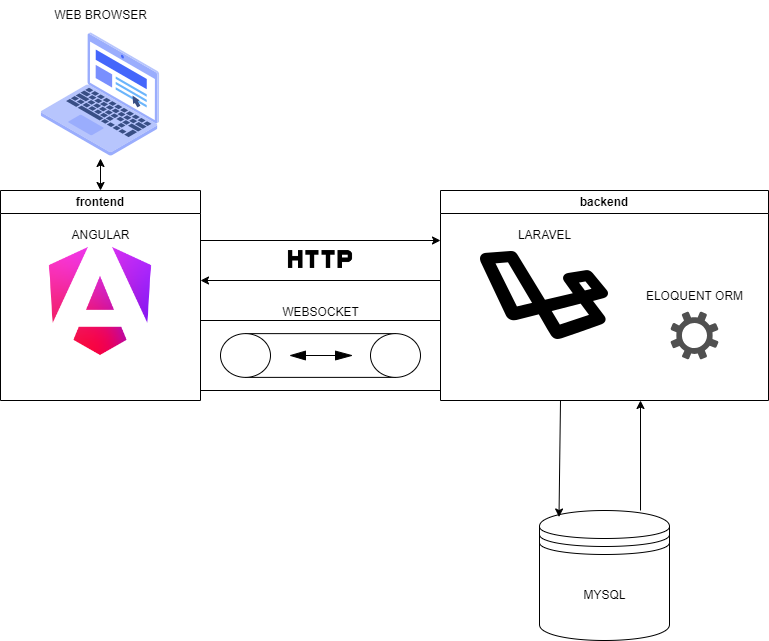 WEB BROWSER
frontend
backend
ANGULAR
LARAVEL
HTTP
ELOQUENT ORM
WEBSOCKET
MYSQL